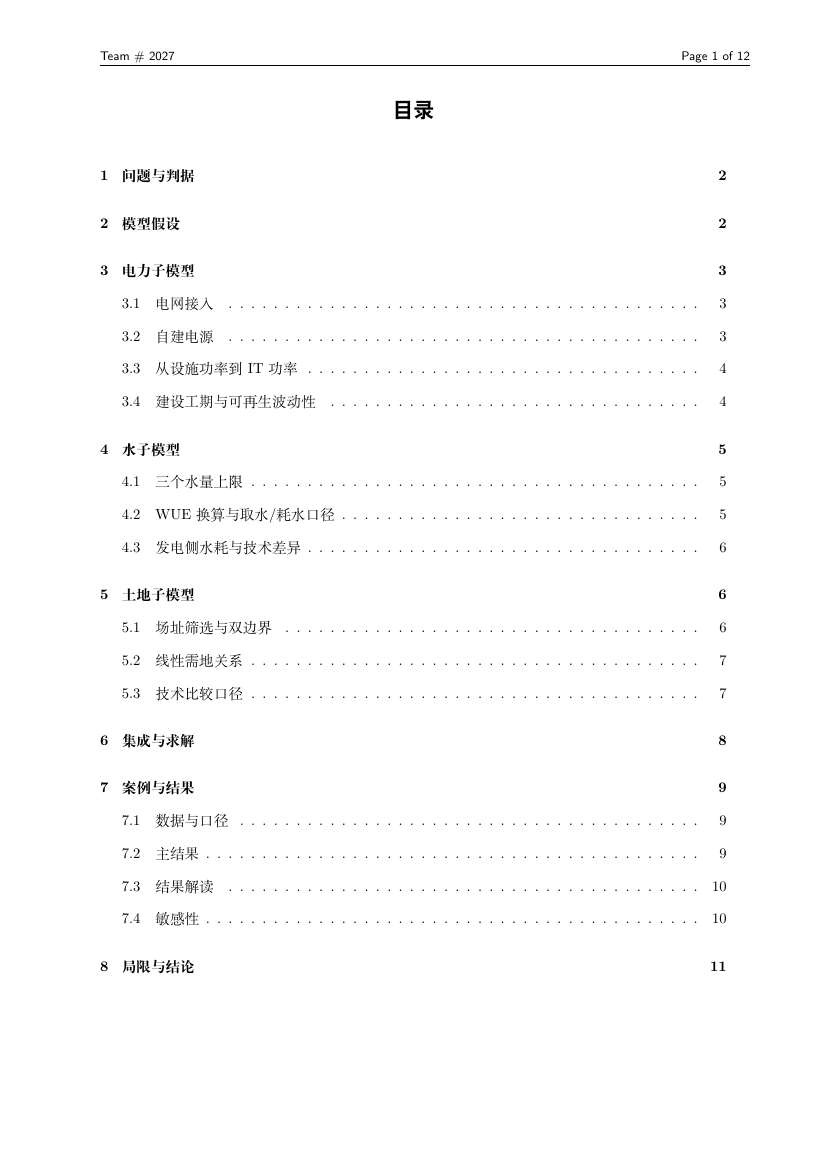 Team # 2027 Page 1 of 12
目录
1 问题与判据 2
2 模型假设 2
3 电力子模型 3
3.1 电网接入 . . . . . . . . . . . . . . . . . . . . . . . . . . . . . . . . . . . . . . . . . . 3
3.2 自建电源 . . . . . . . . . . . . . . . . . . . . . . . . . . . . . . . . . . . . . . . . . . 3
3.3 从设施功率到 IT 功率 . . . . . . . . . . . . . . . . . . . . . . . . . . . . . . . . . . . 4
3.4 建设工期与可再生波动性 . . . . . . . . . . . . . . . . . . . . . . . . . . . . . . . . . 4
4 水子模型 5
4.1 三个水量上限 . . . . . . . . . . . . . . . . . . . . . . . . . . . . . . . . . . . . . . . . 5
4.2 WUE 换算与取水/耗水口径 . . . . . . . . . . . . . . . . . . . . . . . . . . . . . . . . 5
4.3 发电侧水耗与技术差异 . . . . . . . . . . . . . . . . . . . . . . . . . . . . . . . . . . . 6
5 土地子模型 6
5.1 场址筛选与双边界 . . . . . . . . . . . . . . . . . . . . . . . . . . . . . . . . . . . . . 6
5.2 线性需地关系 . . . . . . . . . . . . . . . . . . . . . . . . . . . . . . . . . . . . . . . . 7
5.3 技术比较口径 . . . . . . . . . . . . . . . . . . . . . . . . . . . . . . . . . . . . . . . . 7
6 集成与求解 8
7 案例与结果 9
7.1 数据与口径 . . . . . . . . . . . . . . . . . . . . . . . . . . . . . . . . . . . . . . . . . 9
7.2 主结果 . . . . . . . . . . . . . . . . . . . . . . . . . . . . . . . . . . . . . . . . . . . . 9
7.3 结果解读 . . . . . . . . . . . . . . . . . . . . . . . . . . . . . . . . . . . . . . . . . . 10
7.4 敏感性 . . . . . . . . . . . . . . . . . . . . . . . . . . . . . . . . . . . . . . . . . . . . 10
8 局限与结论 11